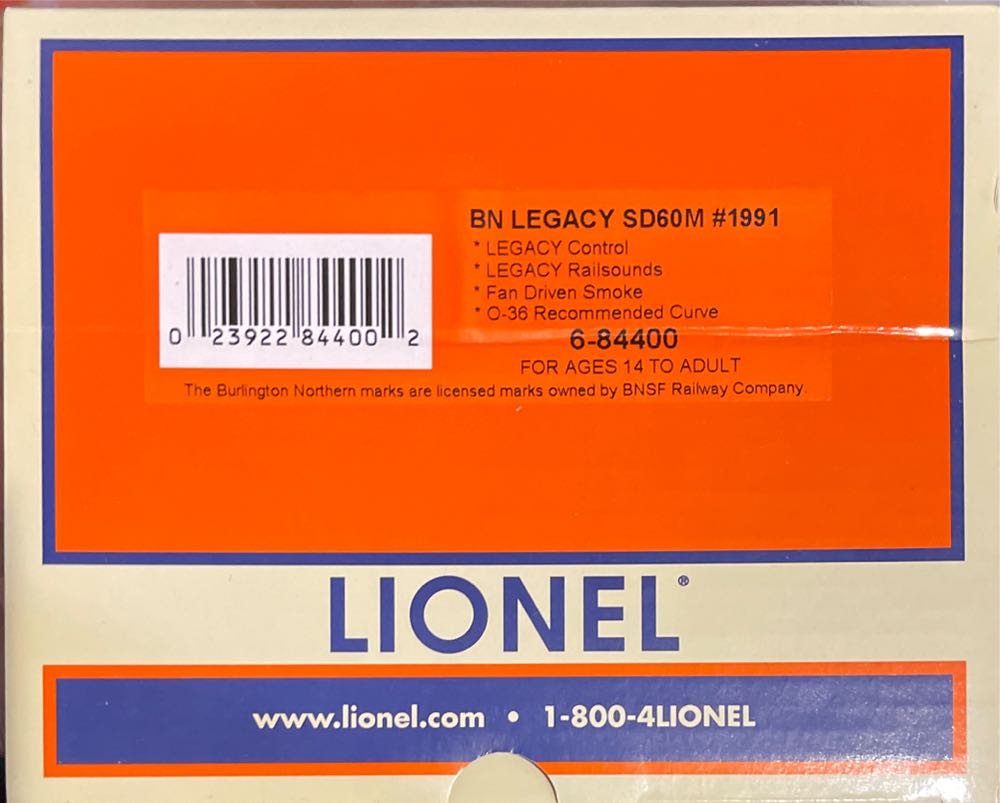 BN LEGACY SD60M #1991
* LEGACY Control
* LEGACY Railsounds
* Fan Driven Smoke
* O-36 Recommended Curve
6-84400
FOR AGES 14 TO ADULT
0 23922 84400 2
The Burlington Northern marks are licensed marks owned by BNSF Railway Company.
LIONEL®
www.lionel.com • 1-800-4LIONEL